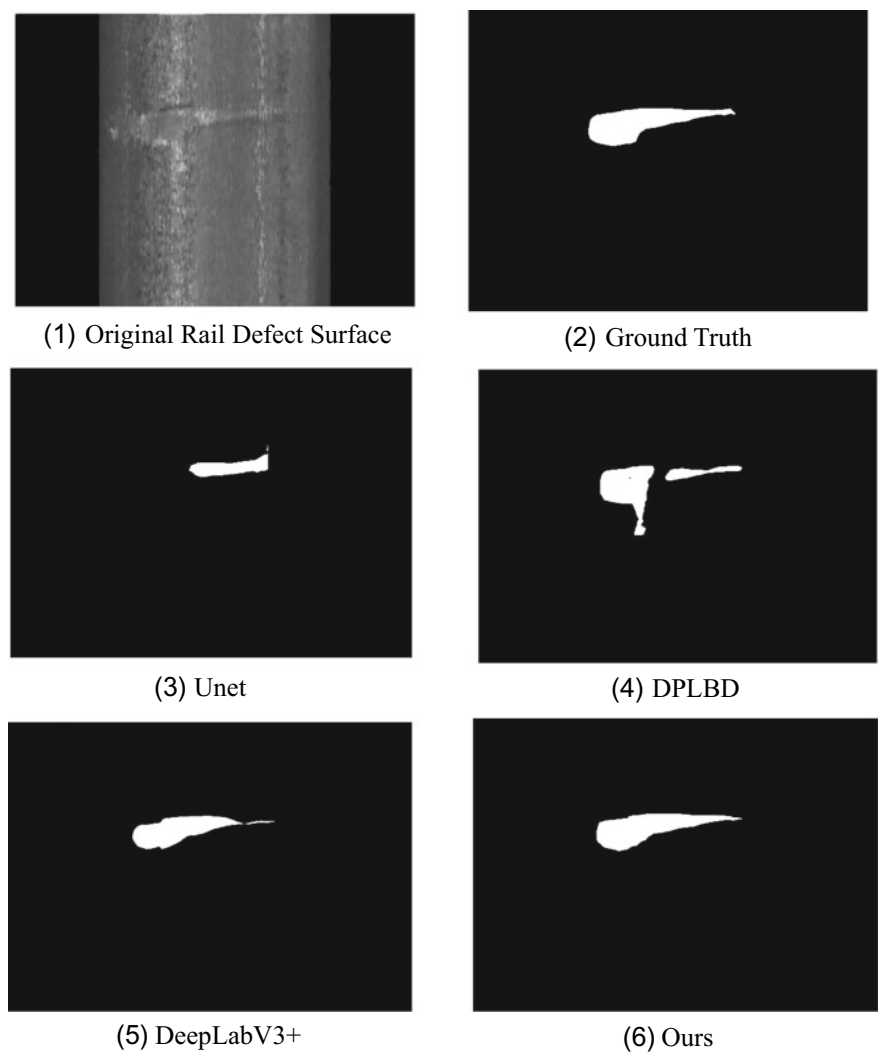 (1) Original Rail Defect Surface
(2) Ground Truth
(3) Unet
(4) DPLBD
(5) DeepLabV3+
(6) Ours